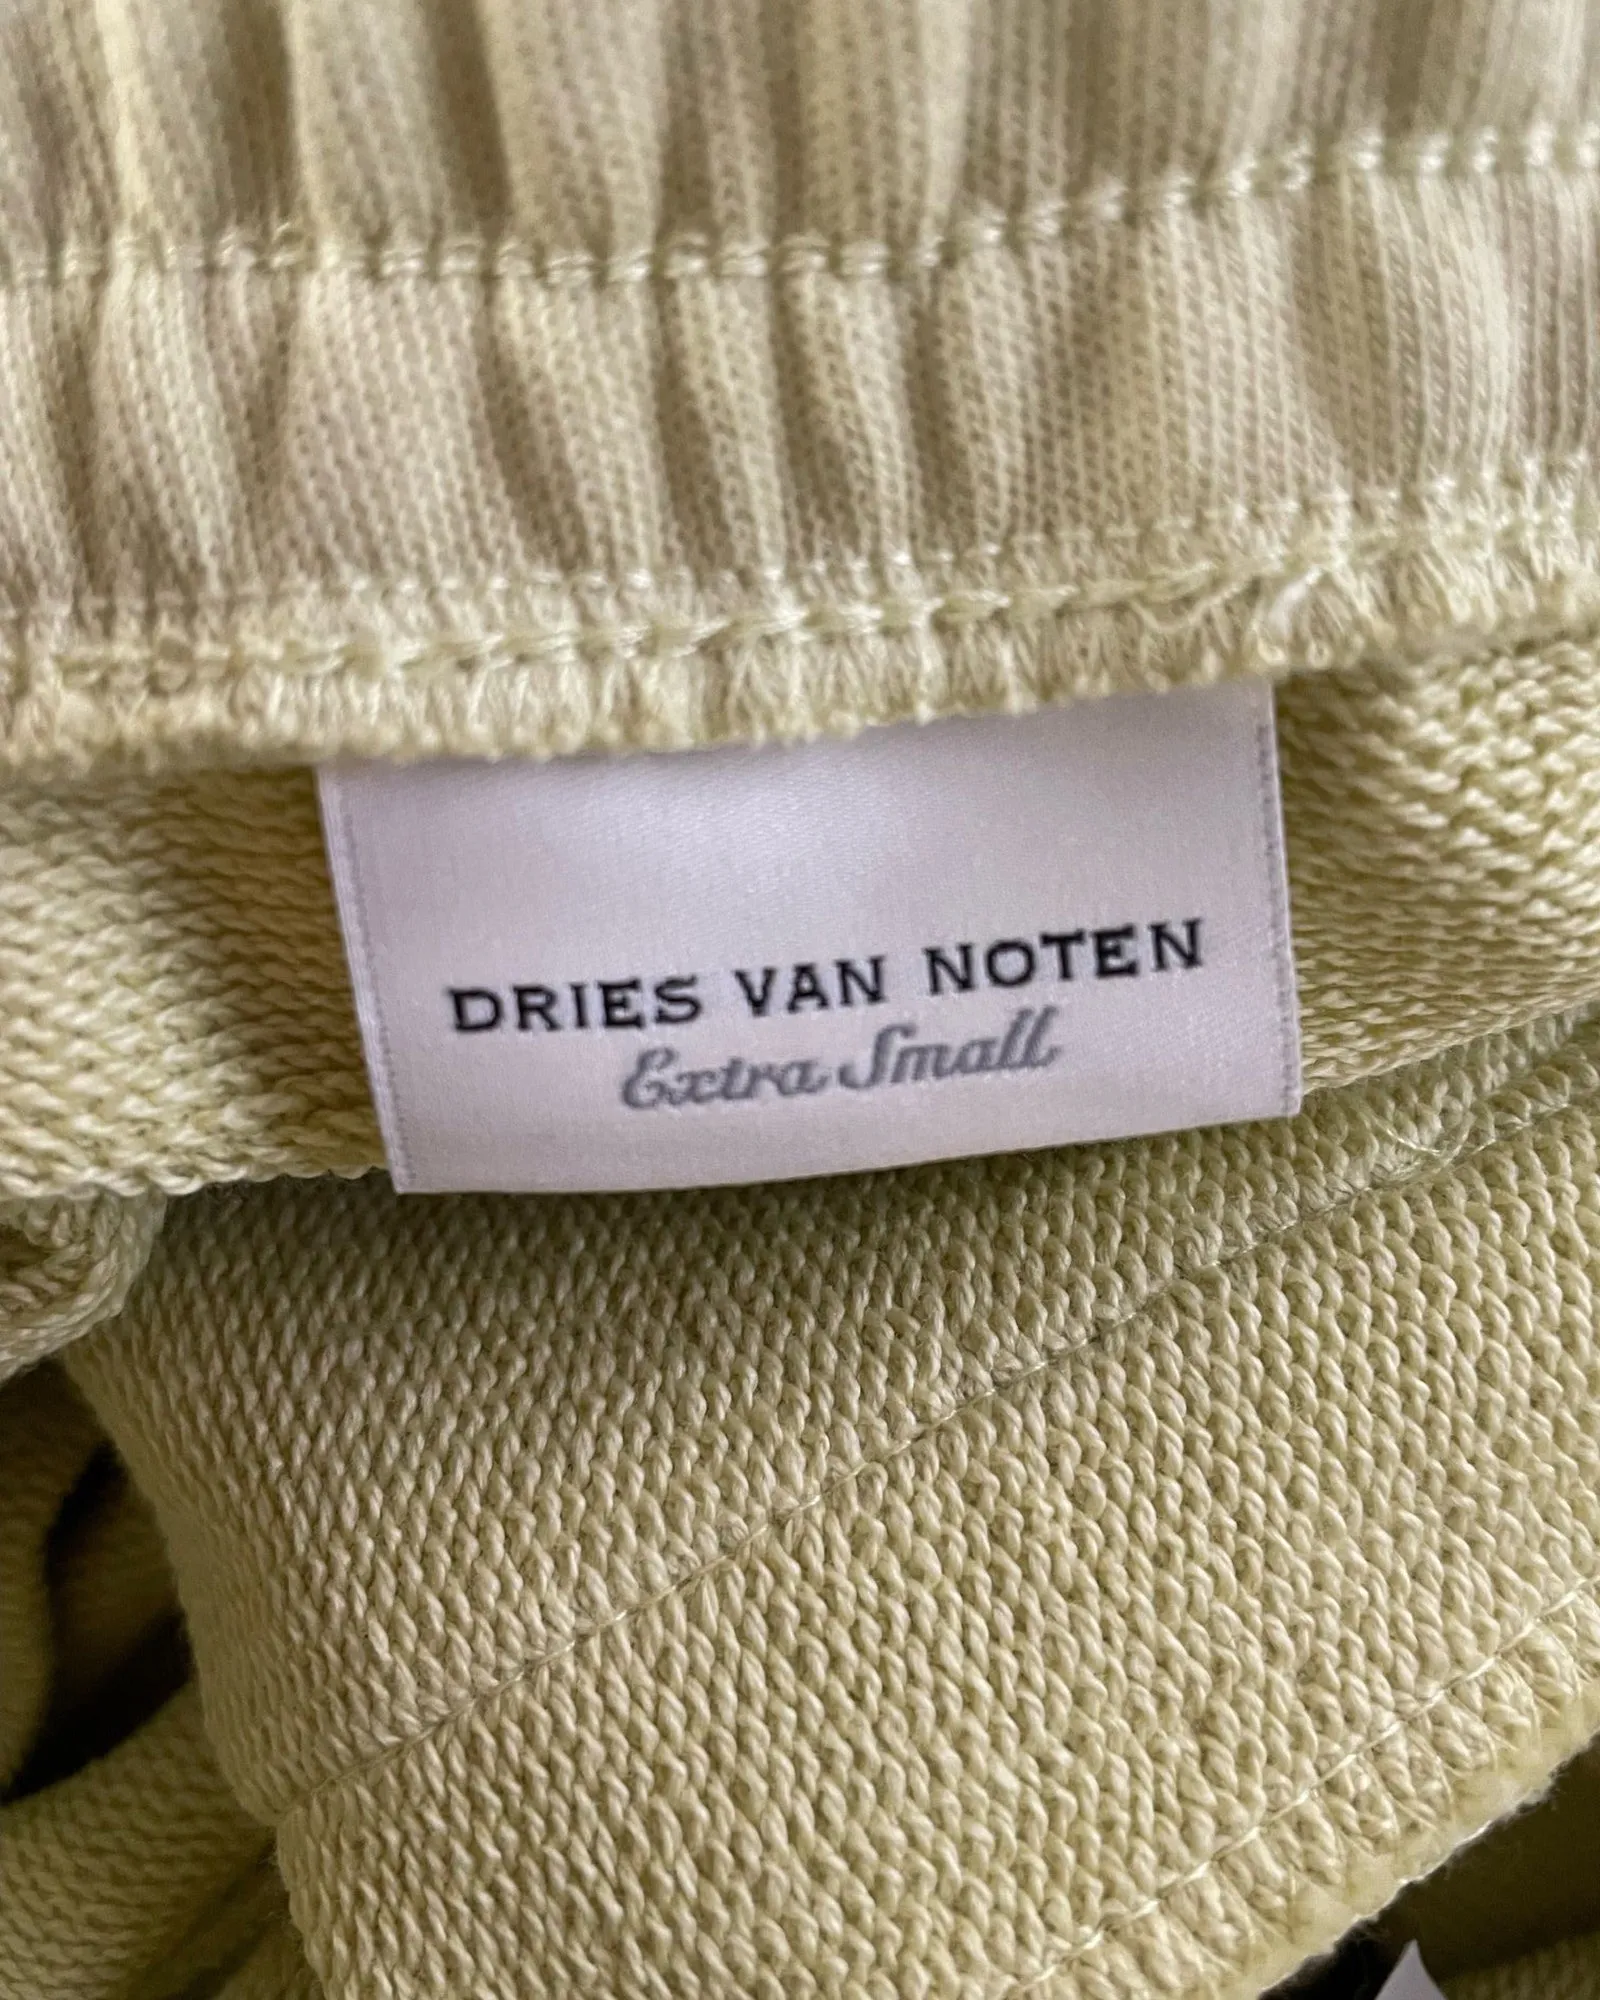 DRIES VAN NOTEN
Extra Small